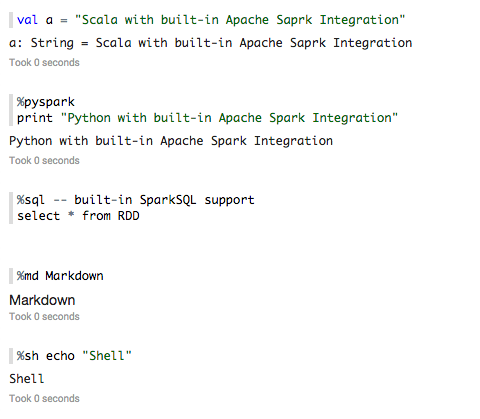 val a = "Scala with built-in Apache Saprk Integration"
a: String = Scala with built-in Apache Saprk Integration
Took 0 seconds
%pyspark
print "Python with built-in Apache Spark Integration"
Python with built-in Apache Spark Integration
Took 0 seconds
%sql -- built-in SparkSQL support
select * from RDD
%md Markdown
Markdown
Took 0 seconds
%sh echo "Shell"
Shell
Took 0 seconds